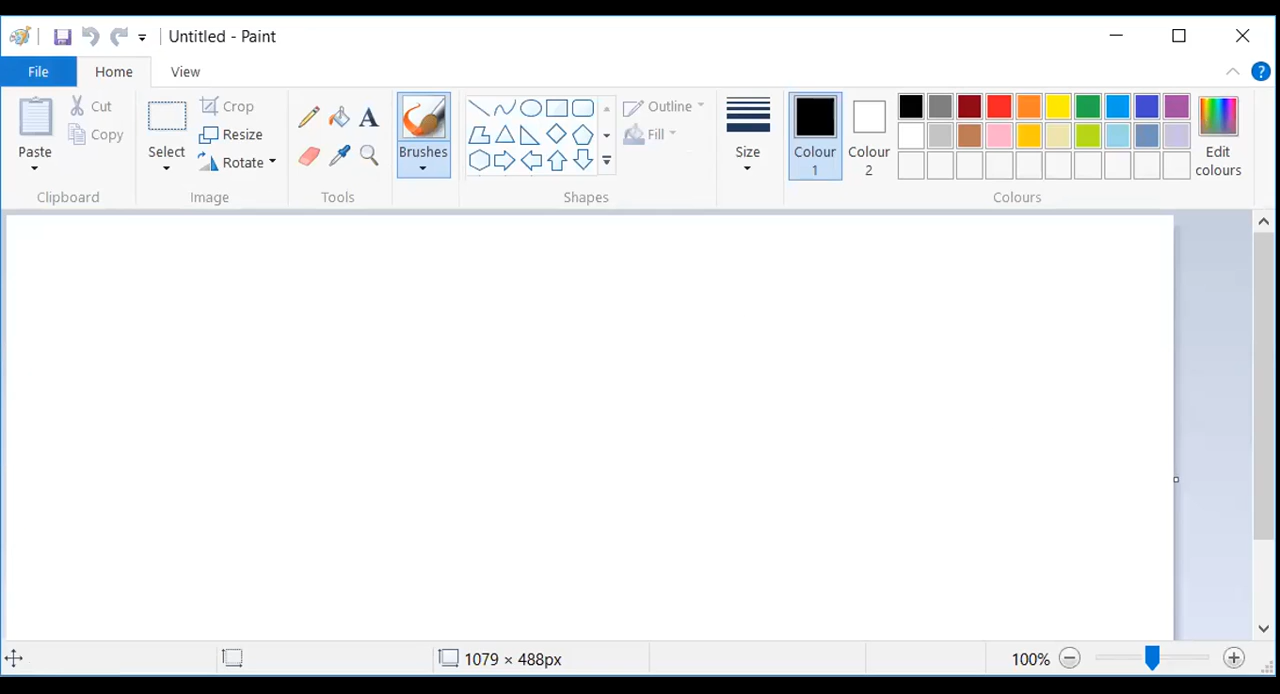 Untitled - Paint
File Home View
Paste
Cut
Copy
Clipboard
Select
Crop
Resize
Rotate
Image
A
Tools
Brushes
Outline
Fill
Shapes
Size
Colour 1
Colour 2
Edit colours
Colours
1079 × 488px
100%